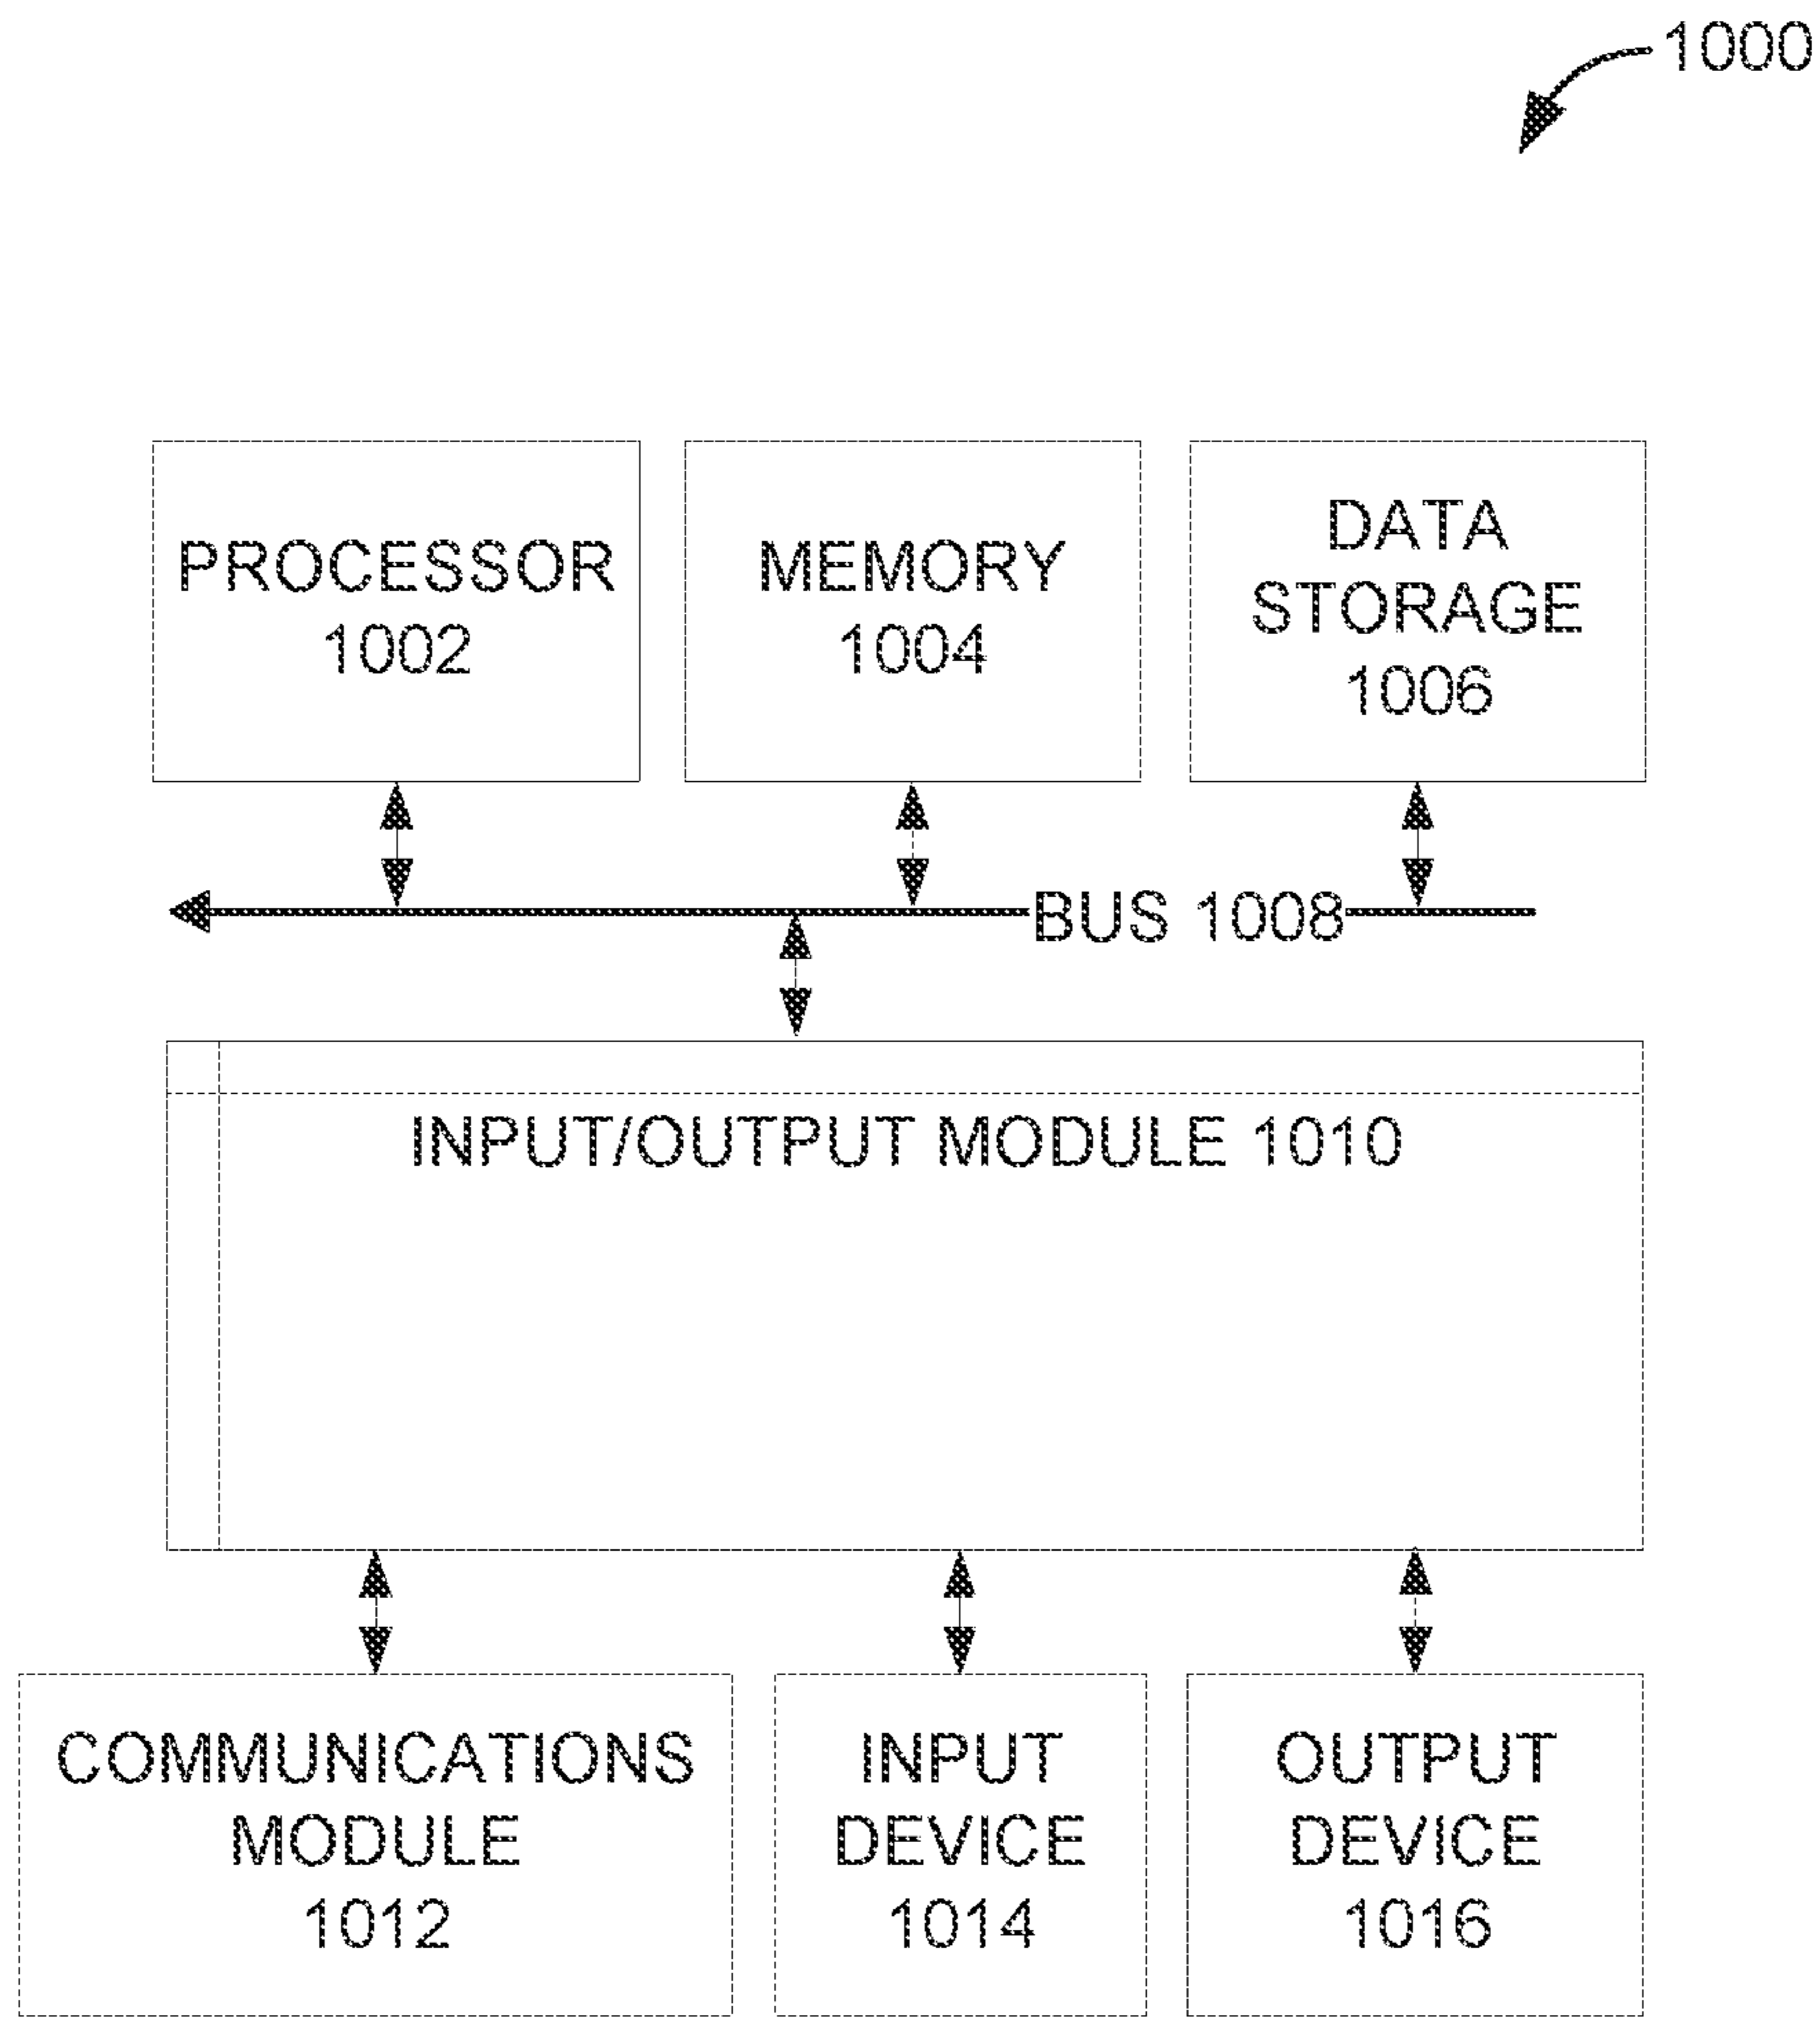 1000
PROCESSOR
1002
MEMORY
1004
DATA
STORAGE
1006
BUS 1008
INPUT/OUTPUT MODULE 1010
COMMUNICATIONS
MODULE
1012
INPUT
DEVICE
1014
OUTPUT
DEVICE
1016